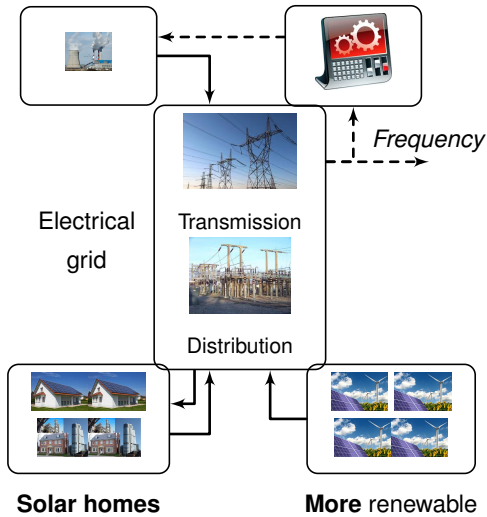 Frequency
Transmission
Electrical
grid
Distribution
Solar homes
More renewable